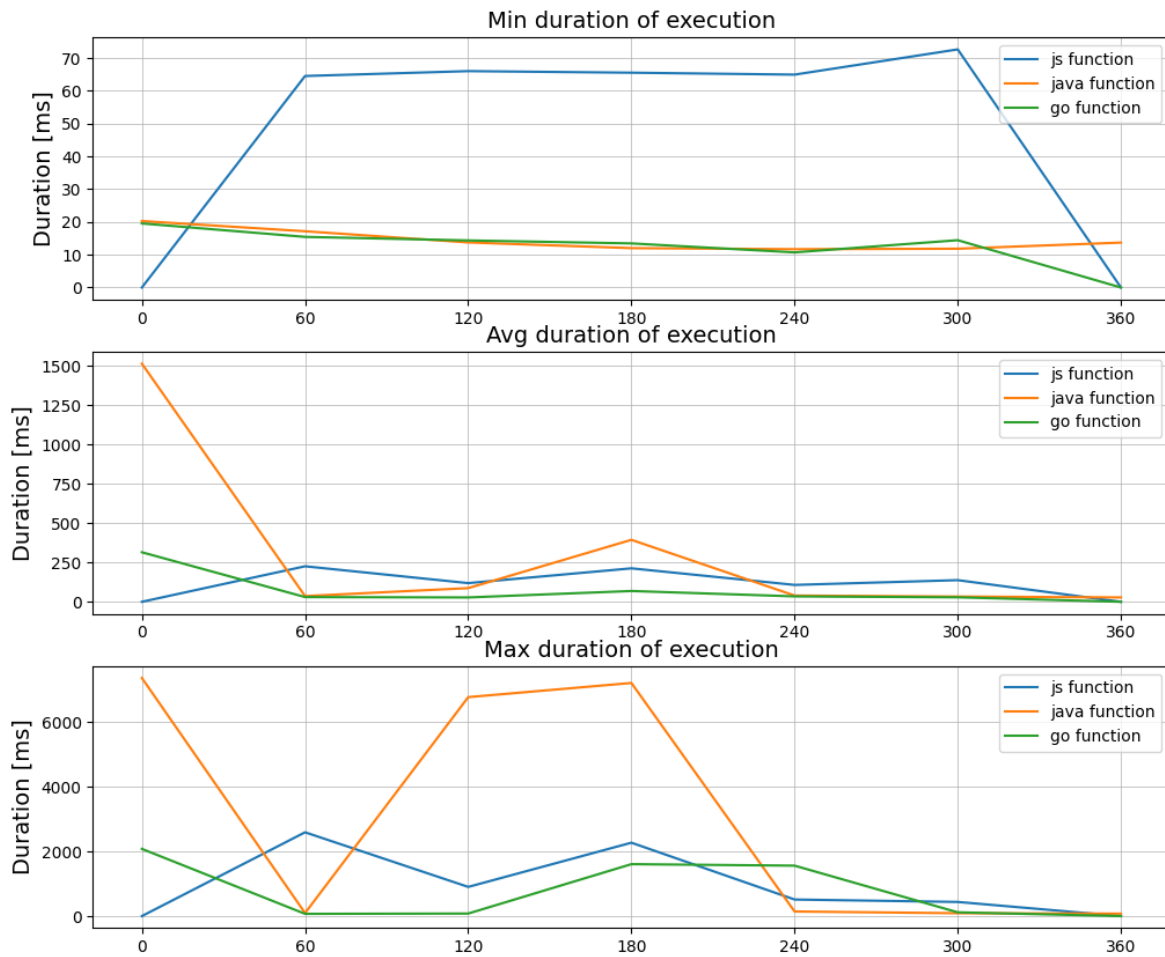 Min duration of execution
Duration [ms]
70
60
50
40
30
20
10
0
js function
java function
go function
0 60 120 180 240 300 360
Avg duration of execution
Duration [ms]
1500
1250
1000
750
500
250
0
js function
java function
go function
0 60 120 180 240 300 360
Max duration of execution
Duration [ms]
6000
4000
2000
0
js function
java function
go function
0 60 120 180 240 300 360